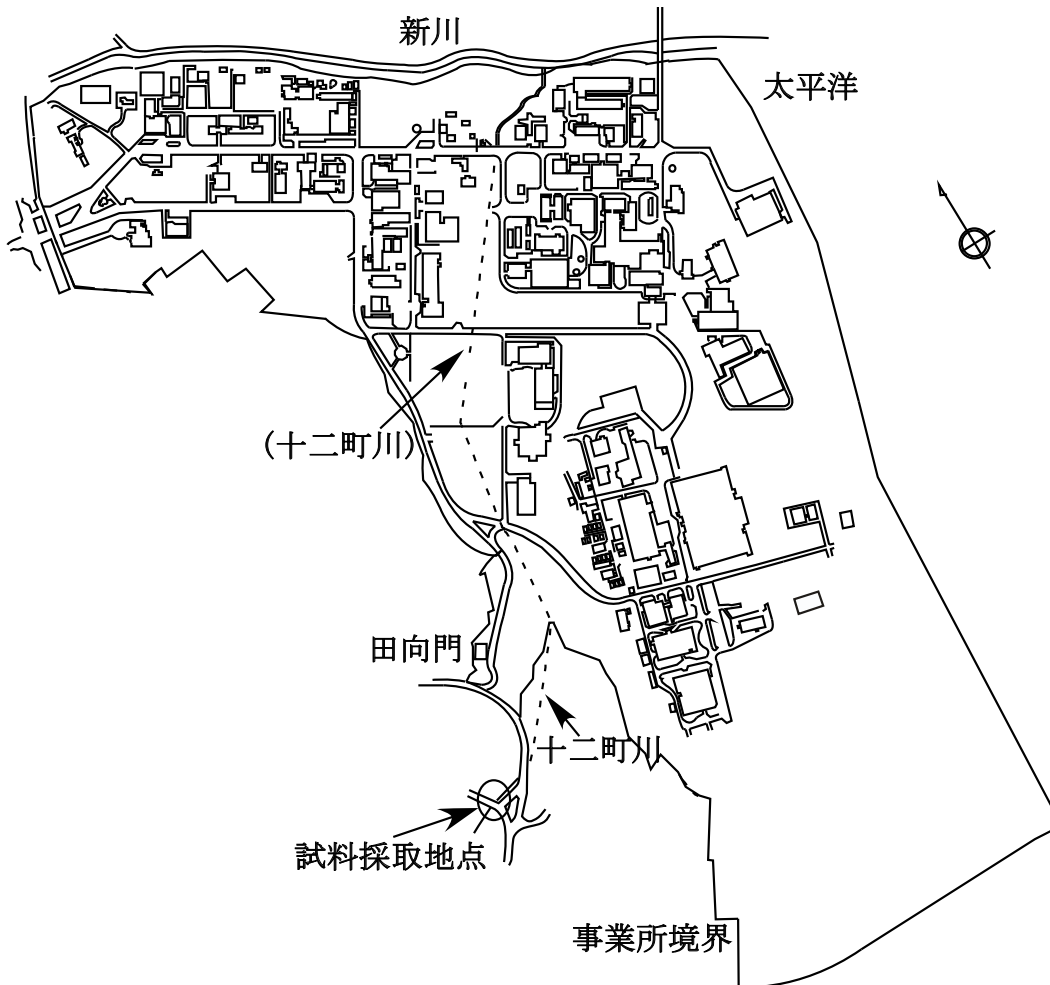 新川
太平洋
(十二町川)
田向門
十二町川
試料採取地点
事業所境界